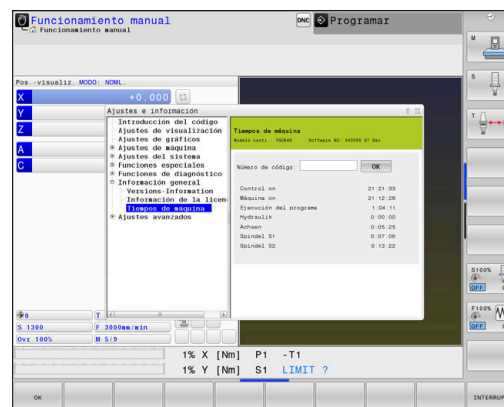 Funcionamiento manual
Funcionamiento manual
DNC
Programar
Pos.-visualiz. MODO: NOML.
X +0.000
Y
Z
A
C
Ajustes e información
Introducción del código
Ajustes de visualización
Ajustes de gráficos
Ajustes de máquina
Ajustes del sistema
Funciones especiales
Funciones de diagnóstico
Información general
Versions-Information
Información de la licen
Tiempos de máquina
Ajustes avanzados
Tiempos de máquina
Número de código:
OK
Control on 21:21:33
Máquina on 21:12:28
Ejecución del programa 1:04:11
Hydraulik 0:00:00
Achsen 0:05:25
Spindel S1 0:07:06
Spindel S2 0:13:22
0 T
S 1300 F 3000mm/min
Ovr 100% M 5/9
1% X [Nm] P1 -T1
1% Y [Nm] S1 LIMIT ?
M
S
T
S100%
OFF
F100%
OFF
OK
INTERRUP